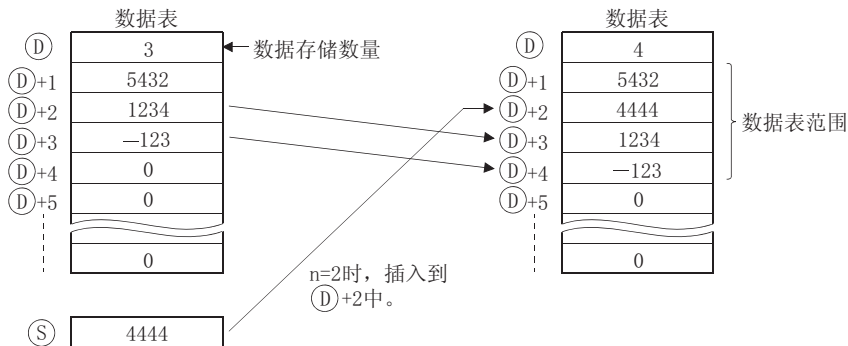 数据表
Ⓓ 3 数据存储数量
Ⓓ+1 5432
Ⓓ+2 1234
Ⓓ+3 —123
Ⓓ+4 0
Ⓓ+5 0
0
Ⓢ 4444
n=2时，插入到
Ⓓ+2中。
数据表
Ⓓ 4
Ⓓ+1 5432
Ⓓ+2 4444
Ⓓ+3 1234
Ⓓ+4 —123
Ⓓ+5 0
0
数据表范围